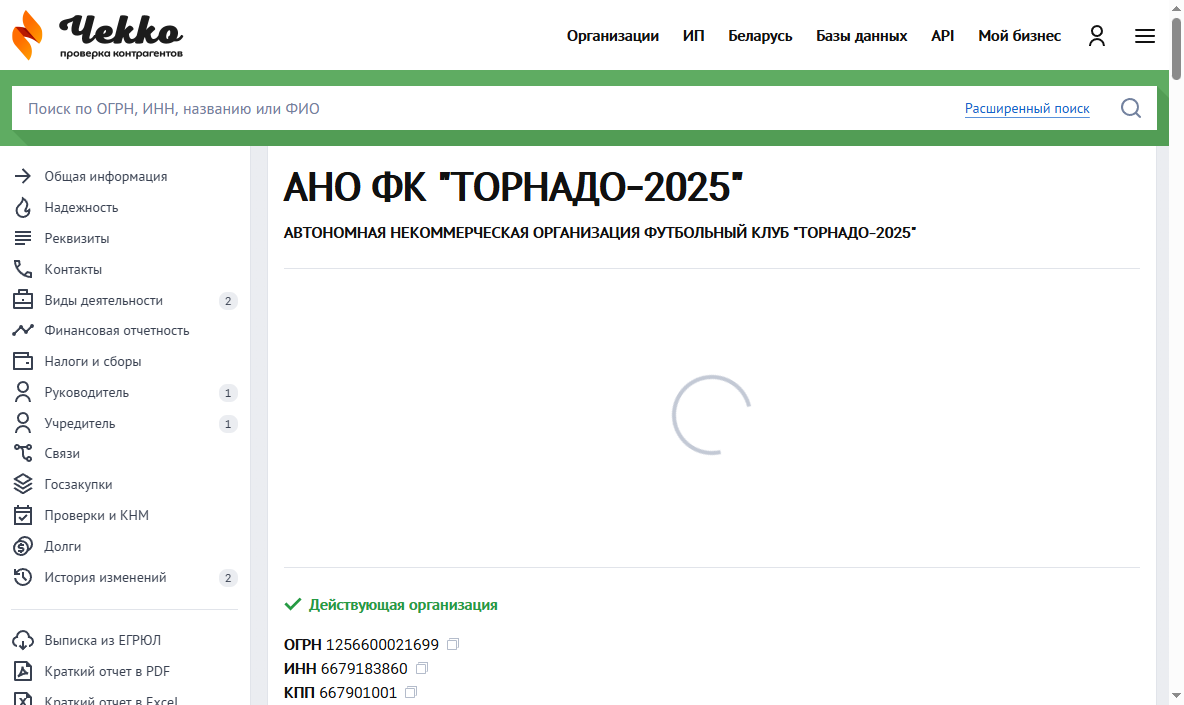 Чекко
проверка контрагентов
Организации ИП Беларусь Базы данных API Мой бизнес
Поиск по ОГРН, ИНН, названию или ФИО Расширенный поиск
Общая информация
Надежность
Реквизиты
Контакты
Виды деятельности 2
Финансовая отчетность
Налоги и сборы
Руководитель 1
Учредитель 1
Связи
Госзакупки
Проверки и КНМ
Долги
История изменений 2
Выписка из ЕГРЮЛ
Краткий отчет в PDF
Краткий отчет в Excel
АНО ФК "ТОРНАДО-2025"
АВТОНОМНАЯ НЕКОММЕРЧЕСКАЯ ОРГАНИЗАЦИЯ ФУТБОЛЬНЫЙ КЛУБ "ТОРНАДО-2025"
Действующая организация
ОГРН 1256600021699
ИНН 6679183860
КПП 667901001